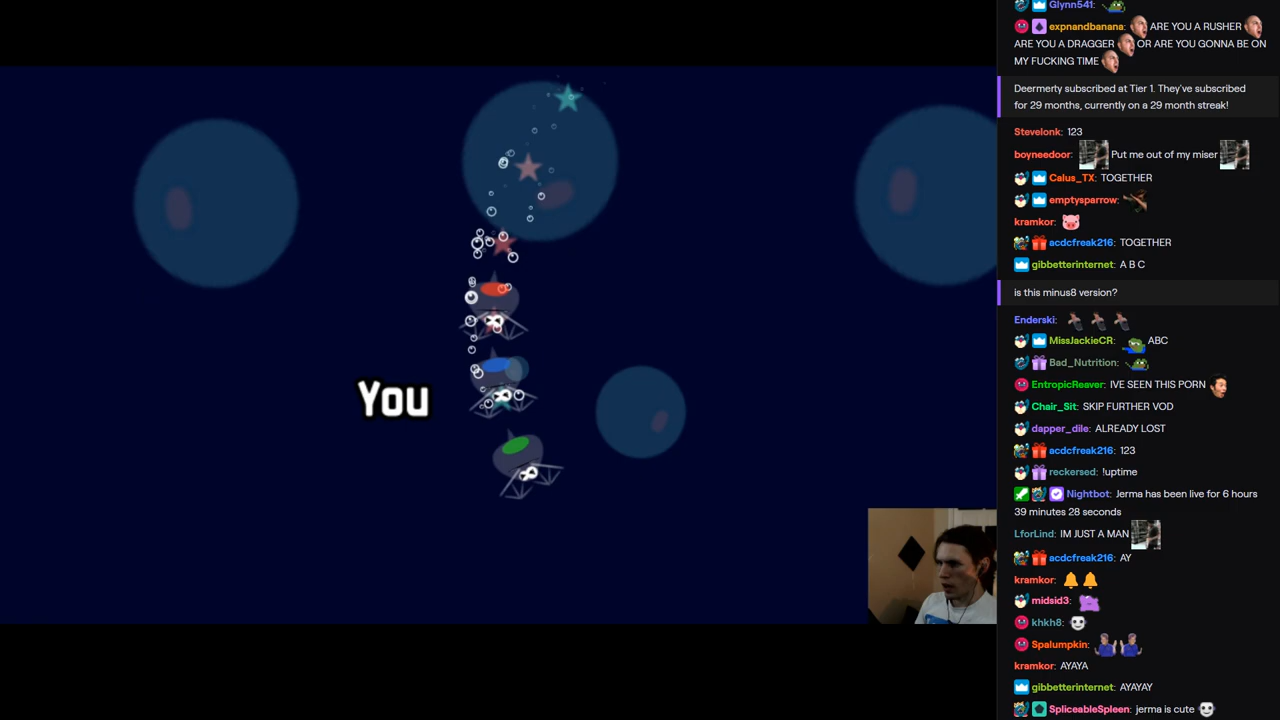 You
Glynn541:
expnandbanana: ARE YOU A RUSHER
ARE YOU A DRAGGER OR ARE YOU GONNA BE ON
MY FUCKING TIME
Deermerty subscribed at Tier 1. They've subscribed
for 29 months, currently on a 29 month streak!
Stevelonk: 123
boyneedoor: Put me out of my miser
Calus_TX: TOGETHER
emptysparrow:
kramkor:
acdcfreak216: TOGETHER
gibbetterinternet: A B C
is this minus8 version?
Enderski:
MissJackieCR: ABC
Bad_Nutrition:
EntropicReaver: IVE SEEN THIS PORN
Chair_Sit: SKIP FURTHER VOD
dapper_dile: ALREADY LOST
acdcfreak216: 123
reckersed: !uptime
Nightbot: Jerma has been live for 6 hours
39 minutes 28 seconds
LforLind: IM JUST A MAN
acdcfreak216: AY
kramkor:
midsid3:
khkh8:
Spalumpkin:
kramkor: AYAYA
gibbetterinternet: AYAYAY
SpliceableSpleen: jerma is cute